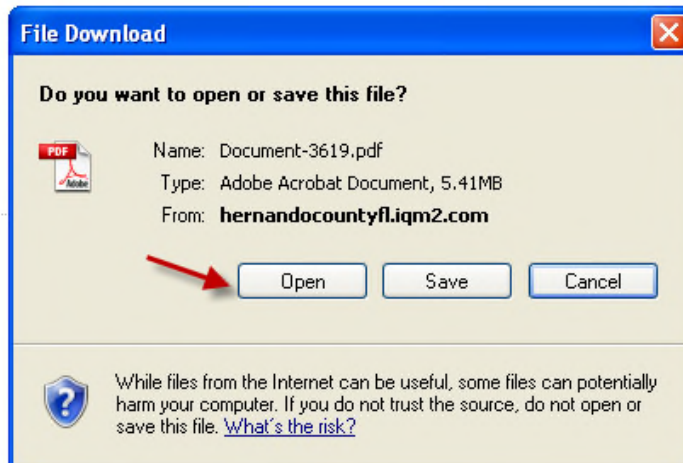 File Download
Do you want to open or save this file?
PDF
Adobe
Name: Document-3619.pdf
Type: Adobe Acrobat Document, 5.41MB
From: hernandocountyfl.iqm2.com
Open Save Cancel
While files from the Internet can be useful, some files can potentially
harm your computer. If you do not trust the source, do not open or
save this file. What's the risk?